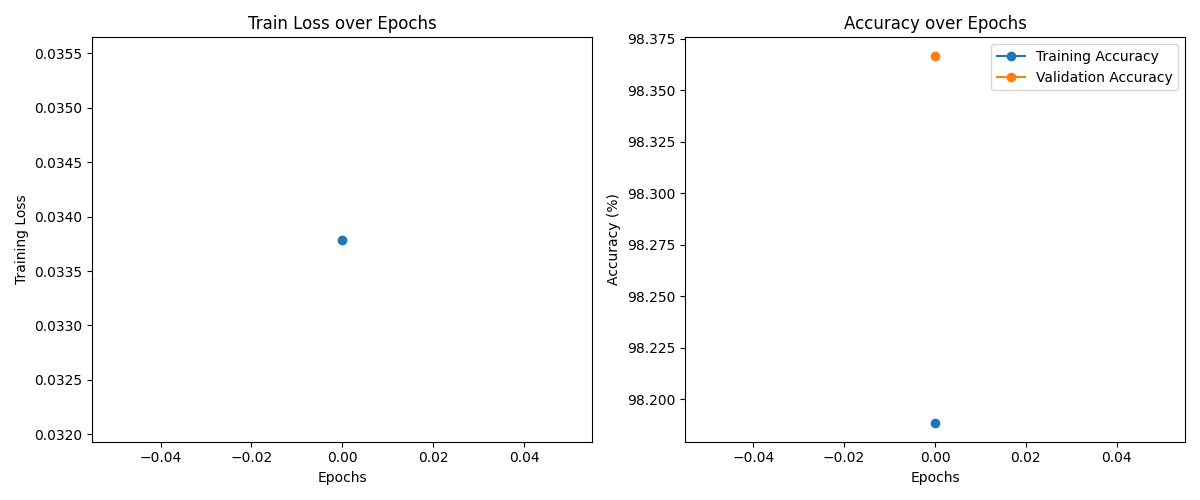 Train Loss over Epochs
0.0355
0.0350
0.0345
0.0340
0.0335
0.0330
0.0325
0.0320
Training Loss
−0.04 −0.02 0.00 0.02 0.04
Epochs
Accuracy over Epochs
98.375
98.350
98.325
98.300
98.275
98.250
98.225
98.200
Accuracy (%)
Training Accuracy
Validation Accuracy
−0.04 −0.02 0.00 0.02 0.04
Epochs